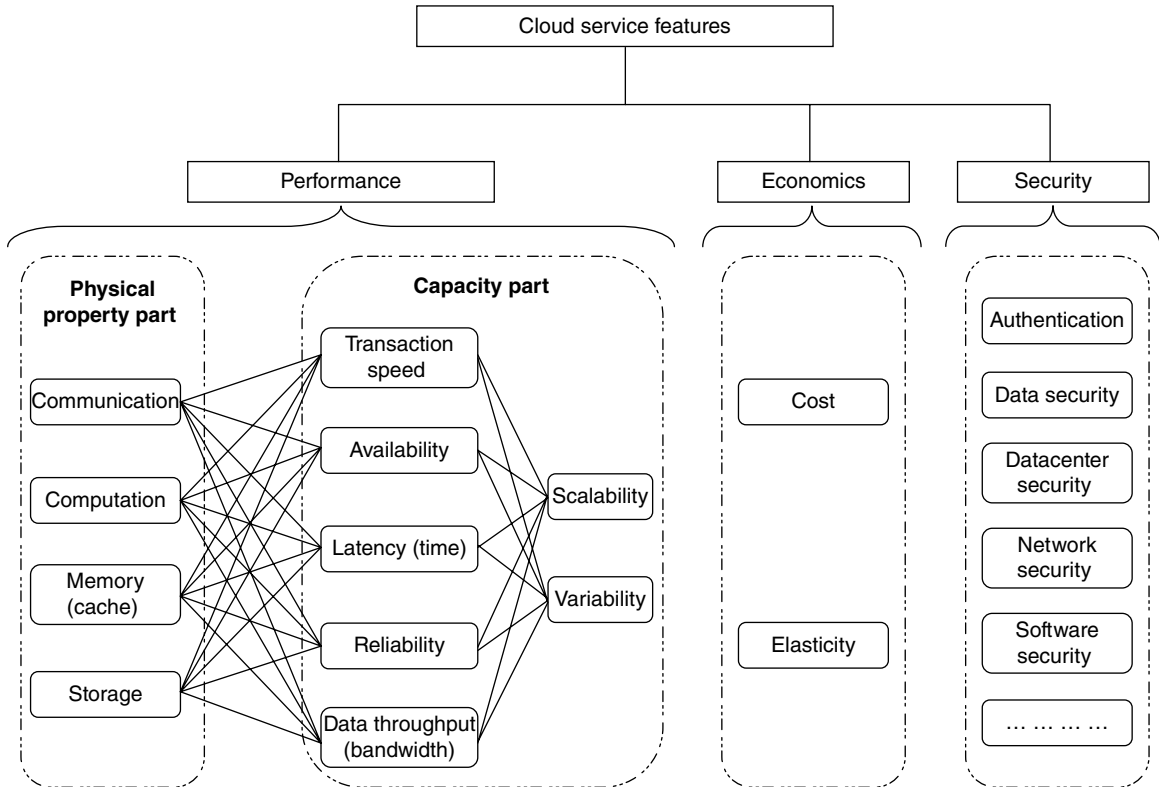 Cloud service features
Performance
Economics
Security
Physical
property part
Communication
Computation
Memory
(cache)
Storage
Capacity part
Transaction
speed
Availability
Latency (time)
Reliability
Data throughput
(bandwidth)
Scalability
Variability
Cost
Elasticity
Authentication
Data security
Datacenter
security
Network
security
Software
security
... ... ... ...